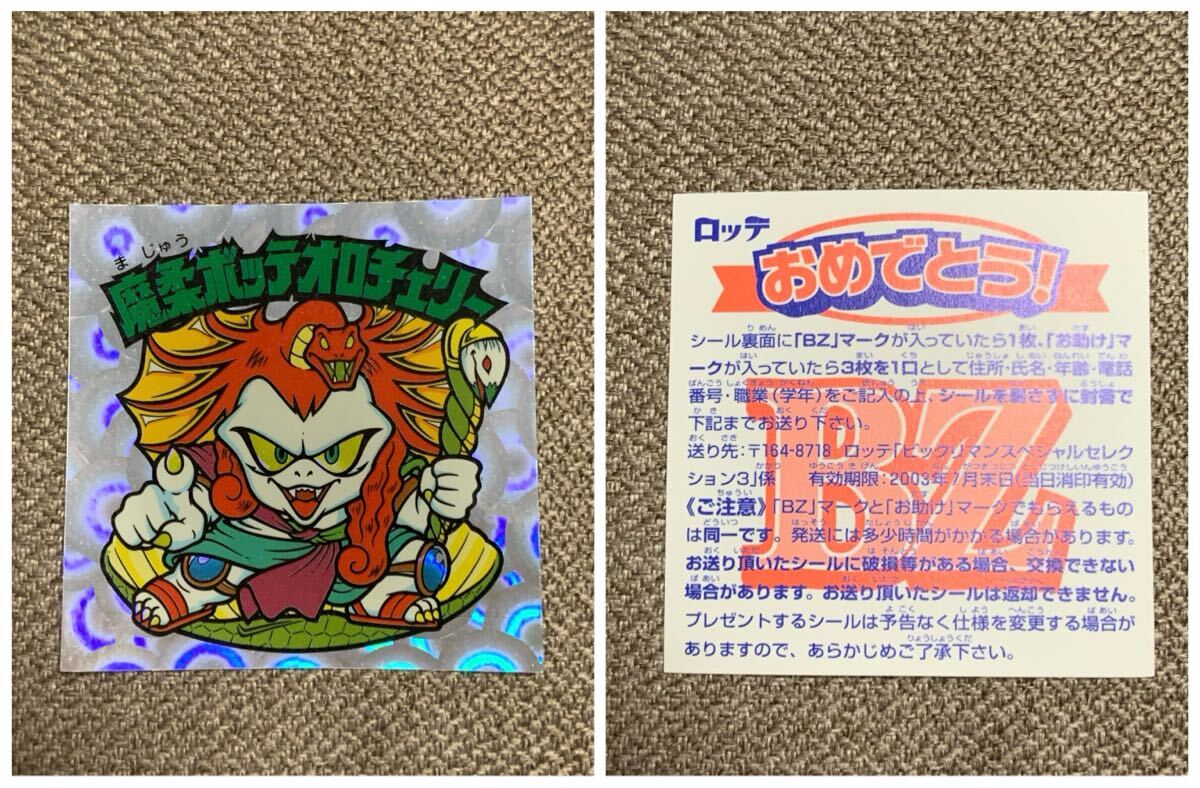 まじゅう
魔柔ボッテオロチェリー
ロッテ
おめでとう!
シール裏面に「BZ」マークが入っていたら1枚、「お助け」マ
ークが入っていたら3枚を1口として住所・氏名・年齢・電話
番号・職業(学年)をご記入の上、シールを剥さずに封書で
下記までお送り下さい。
送り先:〒164-8718 ロッテ「ビックリマンスペシャルセレク
ション3」係 有効期限:2003年7月末日(当日消印有効)
《ご注意》「BZ」マークと「お助け」マークでもらえるもの
は同一です。発送には多少時間がかかる場合があります。
お送り頂いたシールに破損等がある場合、交換できない
場合があります。お送り頂いたシールは返却できません。
プレゼントするシールは予告なく仕様を変更する場合が
ありますので、あらかじめご了承下さい。
BZ